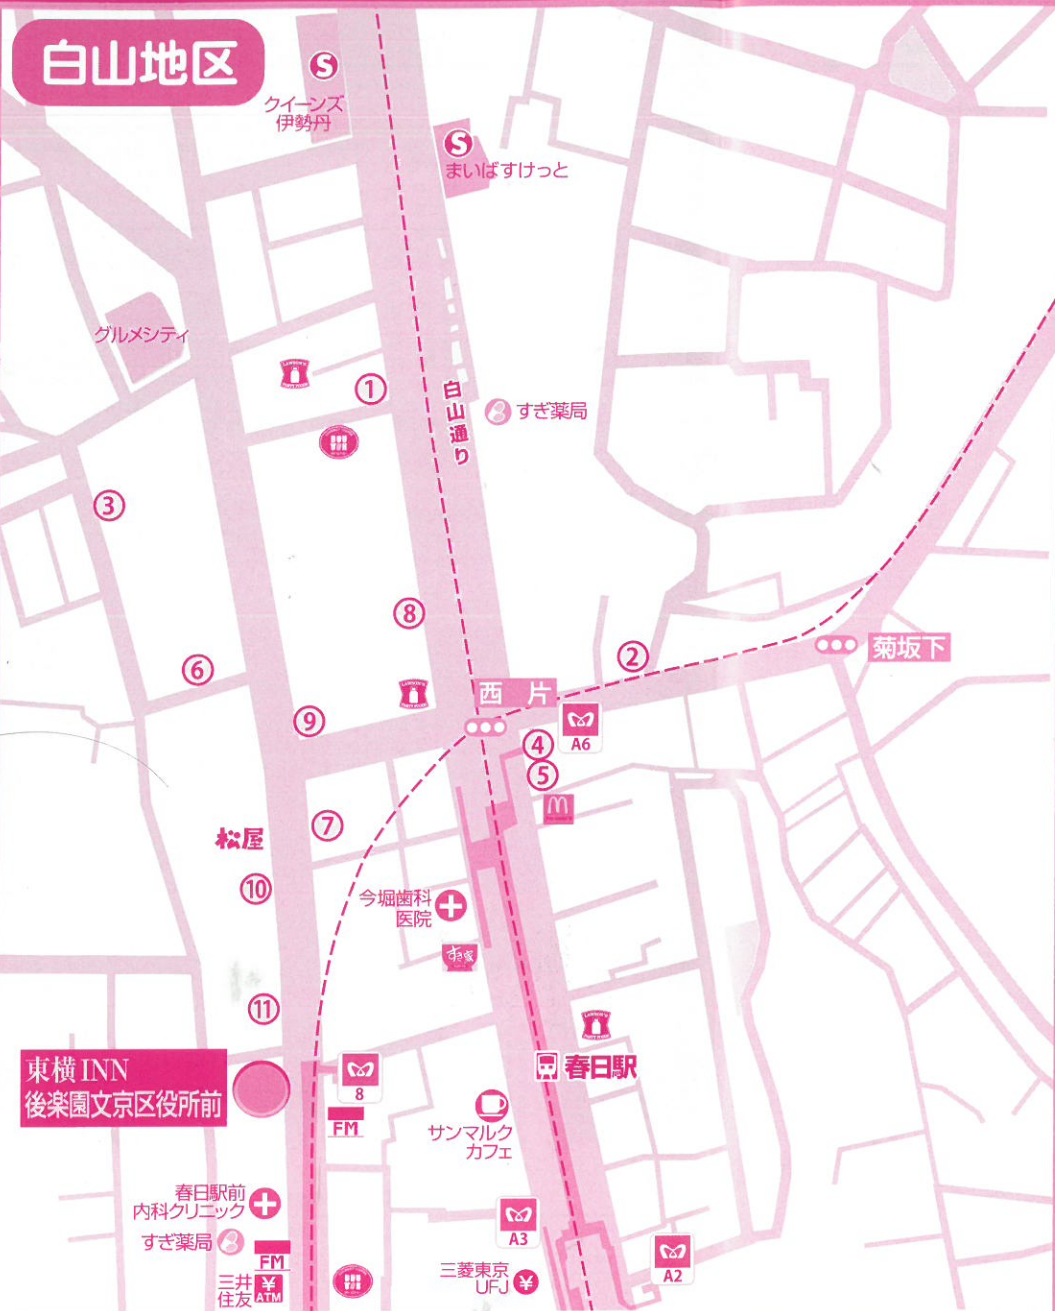 白山地区
S
クイーンズ
伊勢丹
S
まいばすけっと
グルメシティ
①
白山通り
すぎ薬局
③
⑧
②
菊坂下
⑥
西 片
⑨
A6
④
⑤
松屋
⑦
⑩
今堀歯科
医院
すき家
⑪
東横INN
後楽園文京区役所前
春日駅
8
FM
サンマルク
カフェ
春日駅前
内科クリニック
すぎ薬局
FM
三井
住友
¥
ATM
A3
三菱東京
UFJ
¥
A2